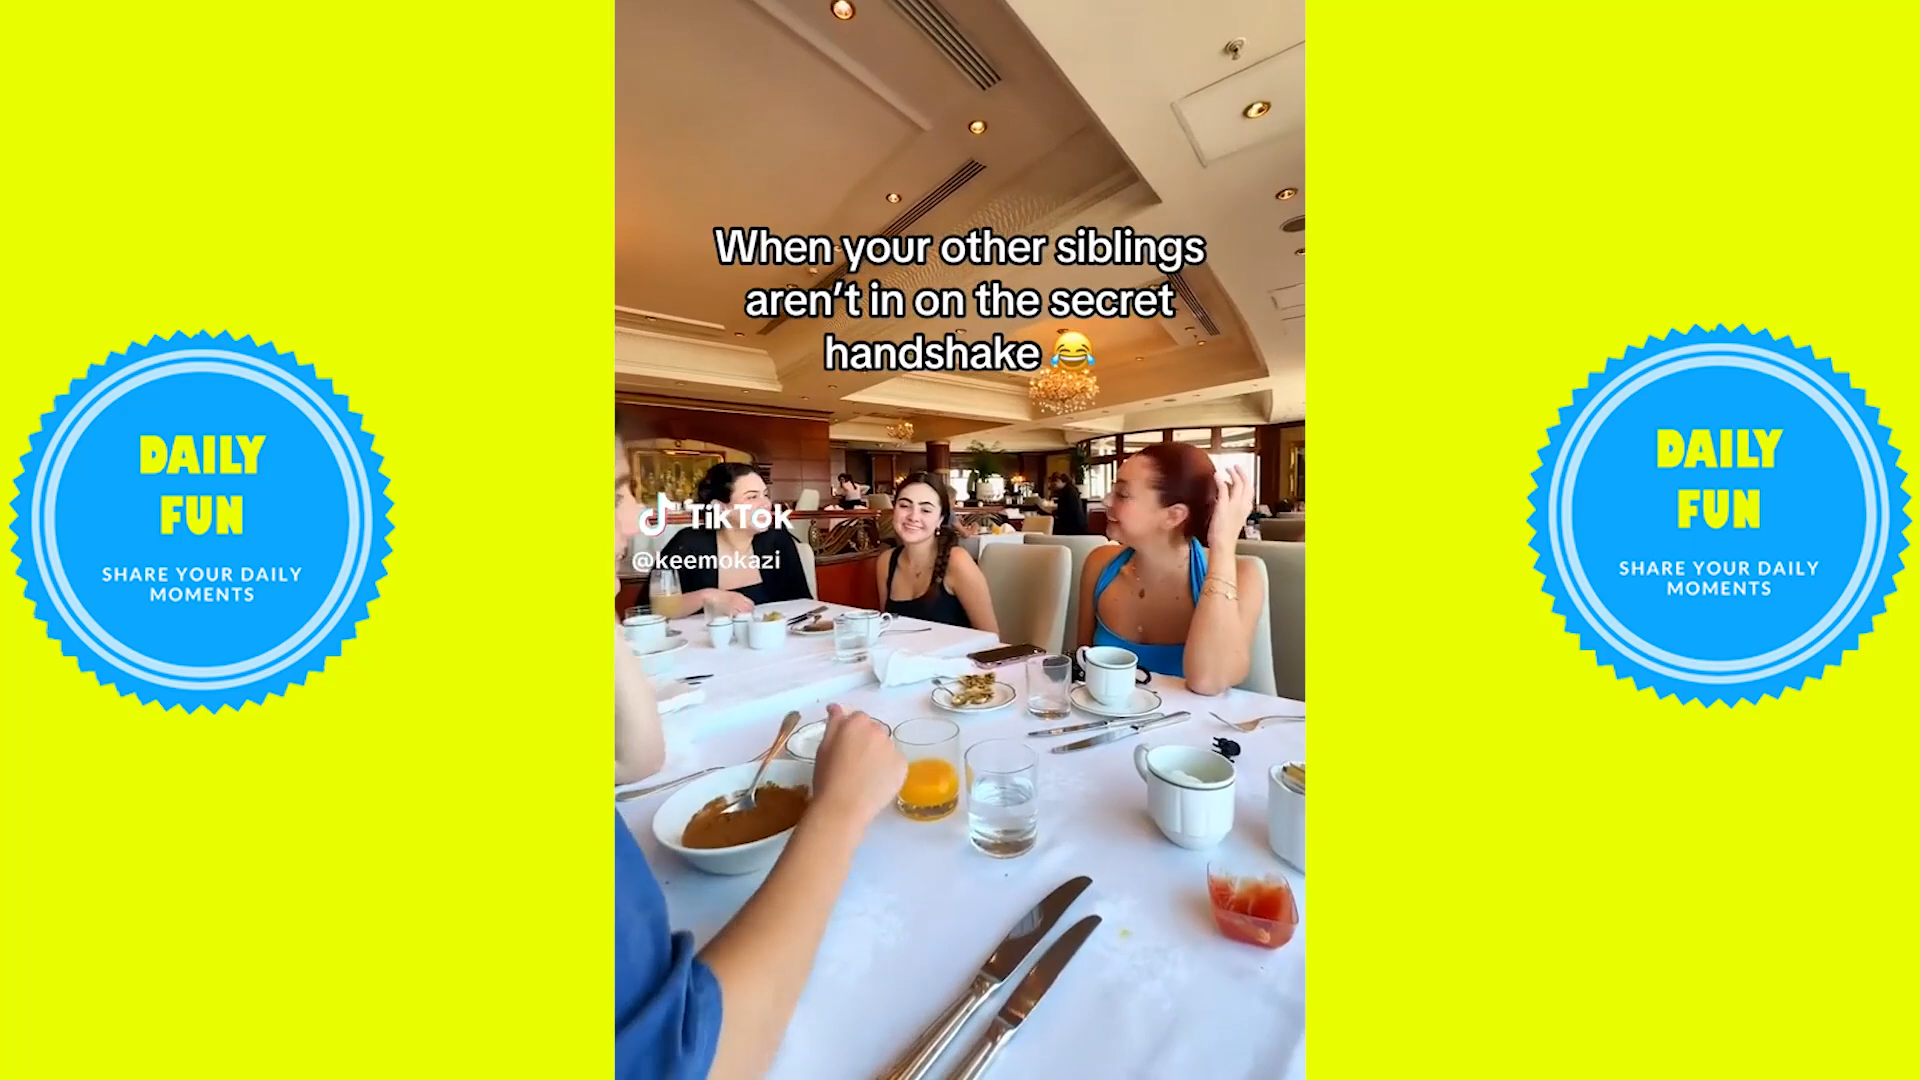 When your other siblings
aren't in on the secret
handshake 😂
TikTok
@keemokazi
DAILY
FUN
SHARE YOUR DAILY
MOMENTS
DAILY
FUN
SHARE YOUR DAILY
MOMENTS